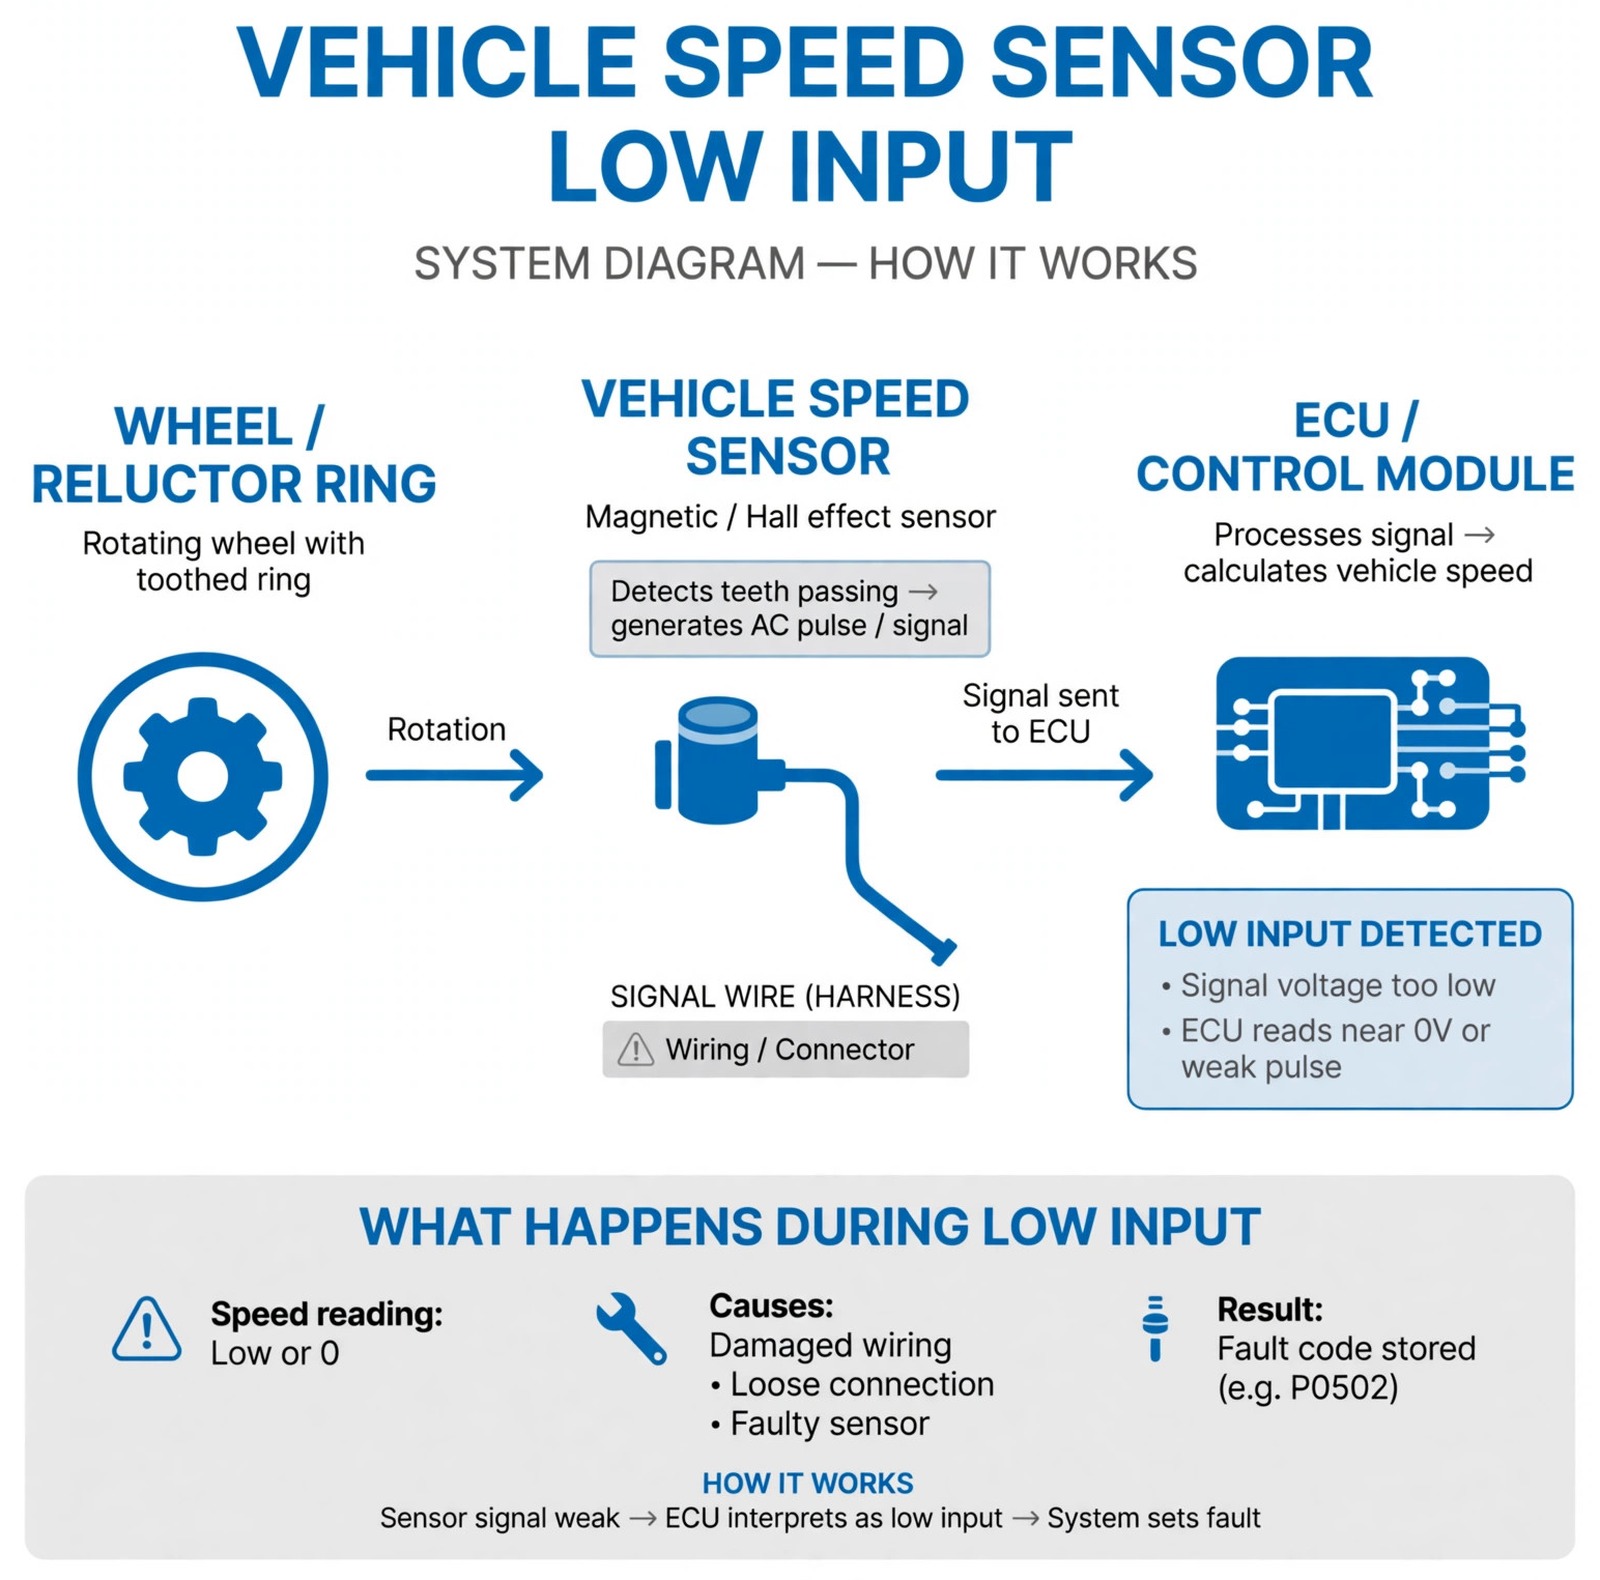 VEHICLE SPEED SENSOR
LOW INPUT
SYSTEM DIAGRAM — HOW IT WORKS
WHEEL /
RELUCTOR RING
Rotating wheel with
toothed ring
Rotation
VEHICLE SPEED
SENSOR
Magnetic / Hall effect sensor
Detects teeth passing →
generates AC pulse / signal
Signal sent
to ECU
SIGNAL WIRE (HARNESS)
Wiring / Connector
ECU /
CONTROL MODULE
Processes signal →
calculates vehicle speed
LOW INPUT DETECTED
• Signal voltage too low
• ECU reads near 0V or
weak pulse
WHAT HAPPENS DURING LOW INPUT
Speed reading:
Low or 0
Causes:
Damaged wiring
• Loose connection
• Faulty sensor
Result:
Fault code stored
(e.g. P0502)
HOW IT WORKS
Sensor signal weak → ECU interprets as low input → System sets fault